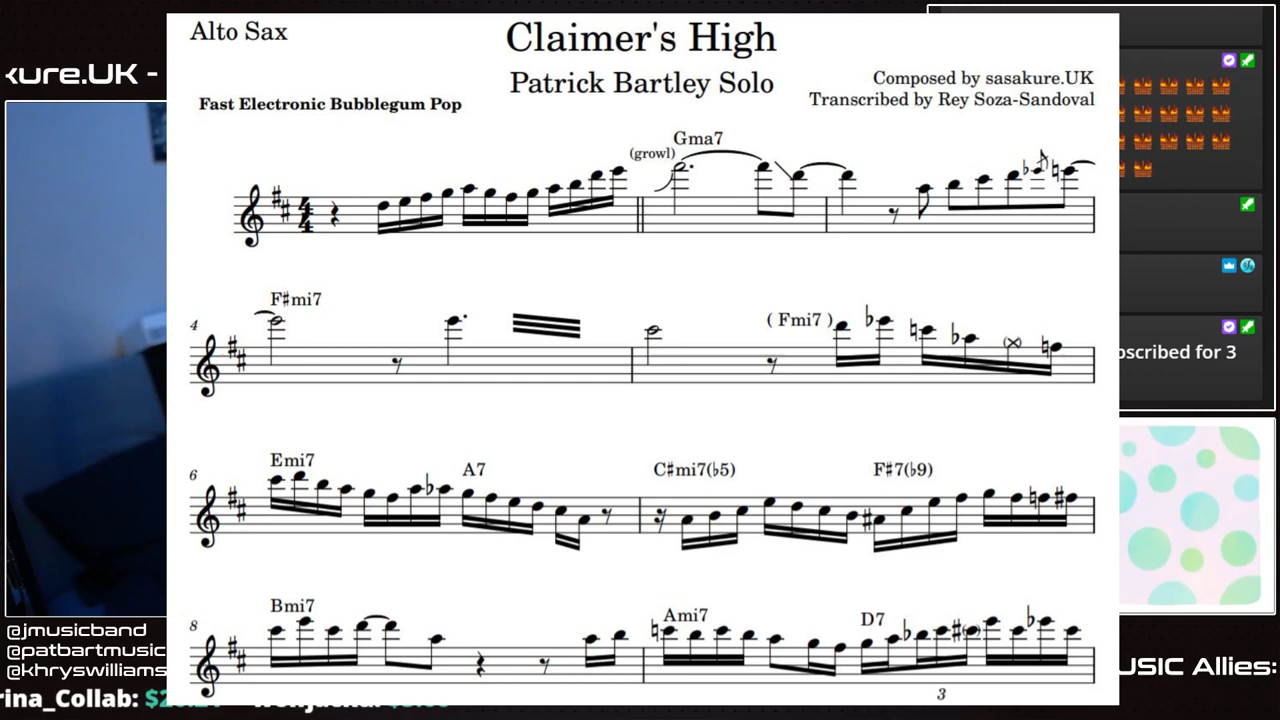 Alto Sax
Claimer's High
kure.UK -
Patrick Bartley Solo
Composed by sasakure.UK
Transcribed by Rey Soza-Sandoval
Fast Electronic Bubblegum Pop
(growl)
Gma7
4
F#mi7
( Fmi7 )
oscribed for 3
6
Emi7
A7
C#mi7(♭5)
F#7(♭9)
8
Bmi7
Ami7
D7
3
@jmusicband
@patbartmusic
@khryswilliams
USIC Allies:
rina_Collab: